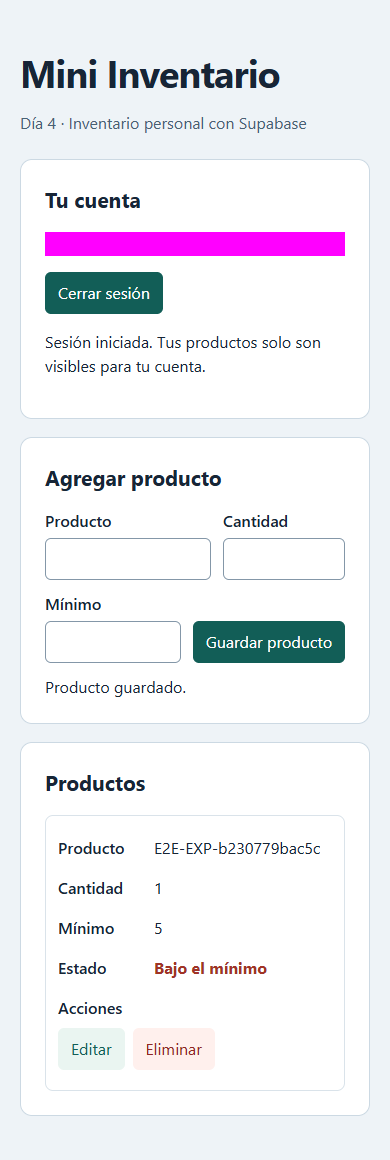 Mini Inventario
Día 4 · Inventario personal con Supabase
Tu cuenta
Cerrar sesión
Sesión iniciada. Tus productos solo son
visibles para tu cuenta.
Agregar producto
Producto Cantidad
Mínimo
Guardar producto
Producto guardado.
Productos
Producto E2E-EXP-b230779bac5c
Cantidad 1
Mínimo 5
Estado Bajo el mínimo
Acciones
Editar Eliminar